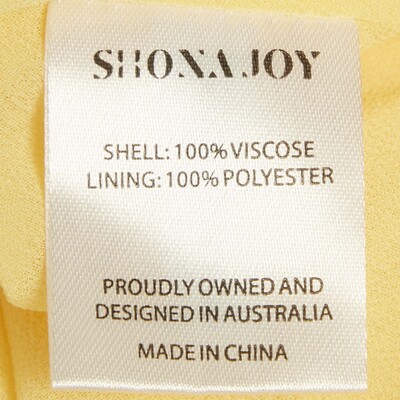 SHONA JOY
SHELL: 100% VISCOSE
LINING: 100% POLYESTER
PROUDLY OWNED AND
DESIGNED IN AUSTRALIA
MADE IN CHINA